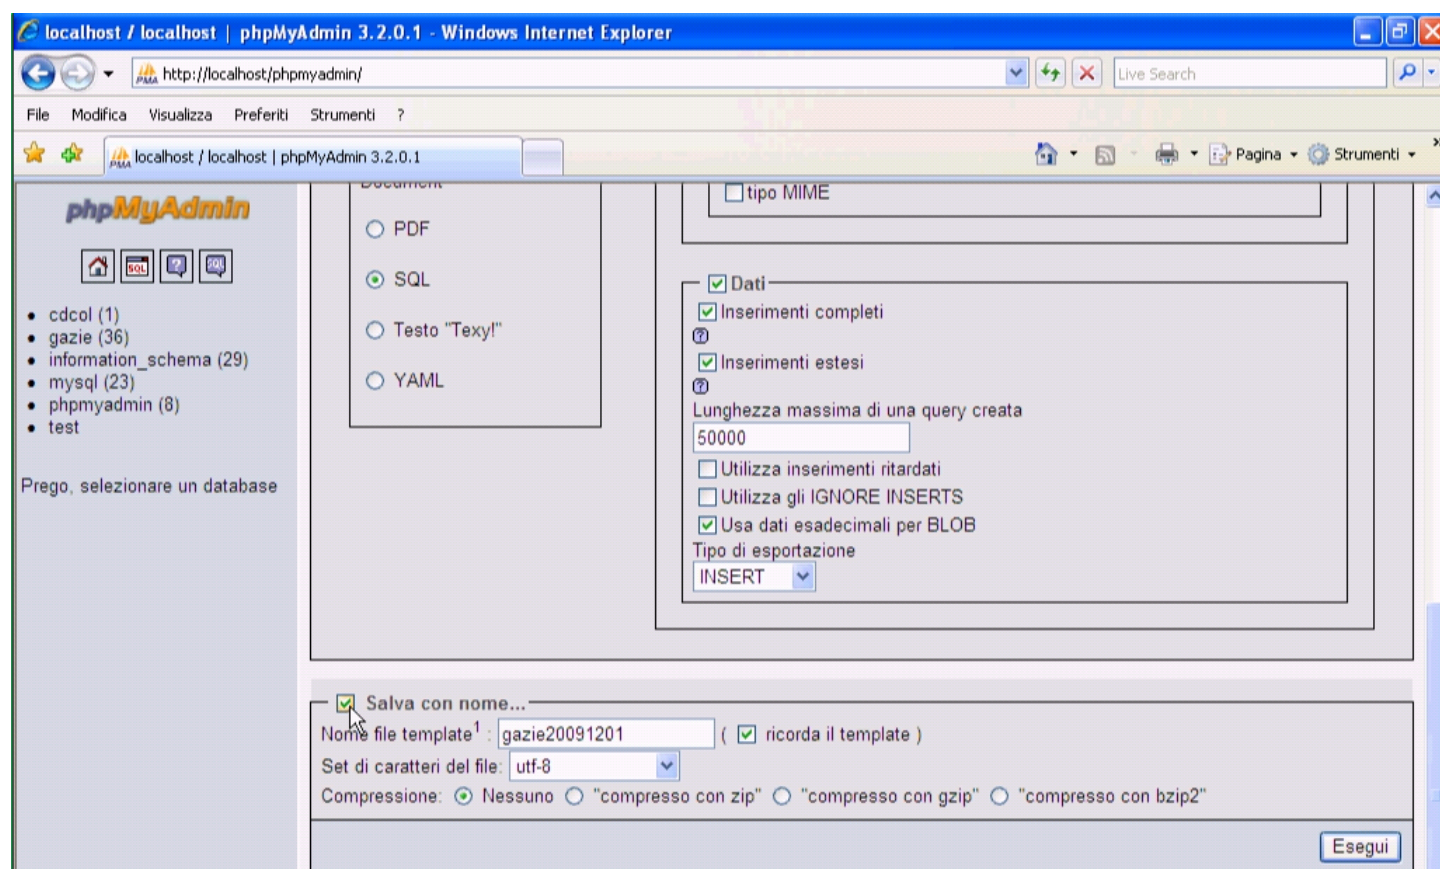 localhost / localhost | phpMyAdmin 3.2.0.1 - Windows Internet Explorer
PMA http://localhost/phpmyadmin/
Live Search
File Modifica Visualizza Preferiti Strumenti ?
PMA localhost / localhost | phpMyAdmin 3.2.0.1
Pagina Strumenti
phpMyAdmin
SQL ? SQL
cdcol (1)
gazie (36)
information_schema (29)
mysql (23)
phpmyadmin (8)
test
Prego, selezionare un database
Document
PDF
SQL
Testo "Texy!"
YAML
tipo MIME
Dati
Inserimenti completi
?
Inserimenti estesi
?
Lunghezza massima di una query creata
50000
Utilizza inserimenti ritardati
Utilizza gli IGNORE INSERTS
Usa dati esadecimali per BLOB
Tipo di esportazione
INSERT
Salva con nome...
Nome file template1 : gazie20091201 ( ricorda il template )
Set di caratteri del file: utf-8
Compressione: Nessuno "compresso con zip" "compresso con gzip" "compresso con bzip2"
Esegui